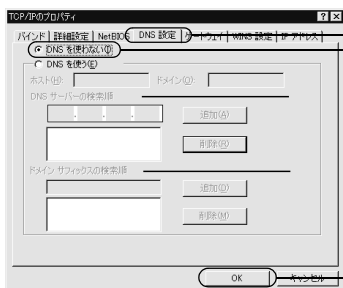 TCP/IPのプロパティ
バインド 詳細設定 NetBIOS DNS 設定 ゲートウェイ WINS 設定 IP アドレス
DNS を使わない(I)
DNS を使う(E)
ホスト(H): ドメイン(O):
DNS サーバーの検索順
追加(A)
削除(R)
ドメイン サフィックスの検索順
追加(D)
削除(M)
OK キャンセル